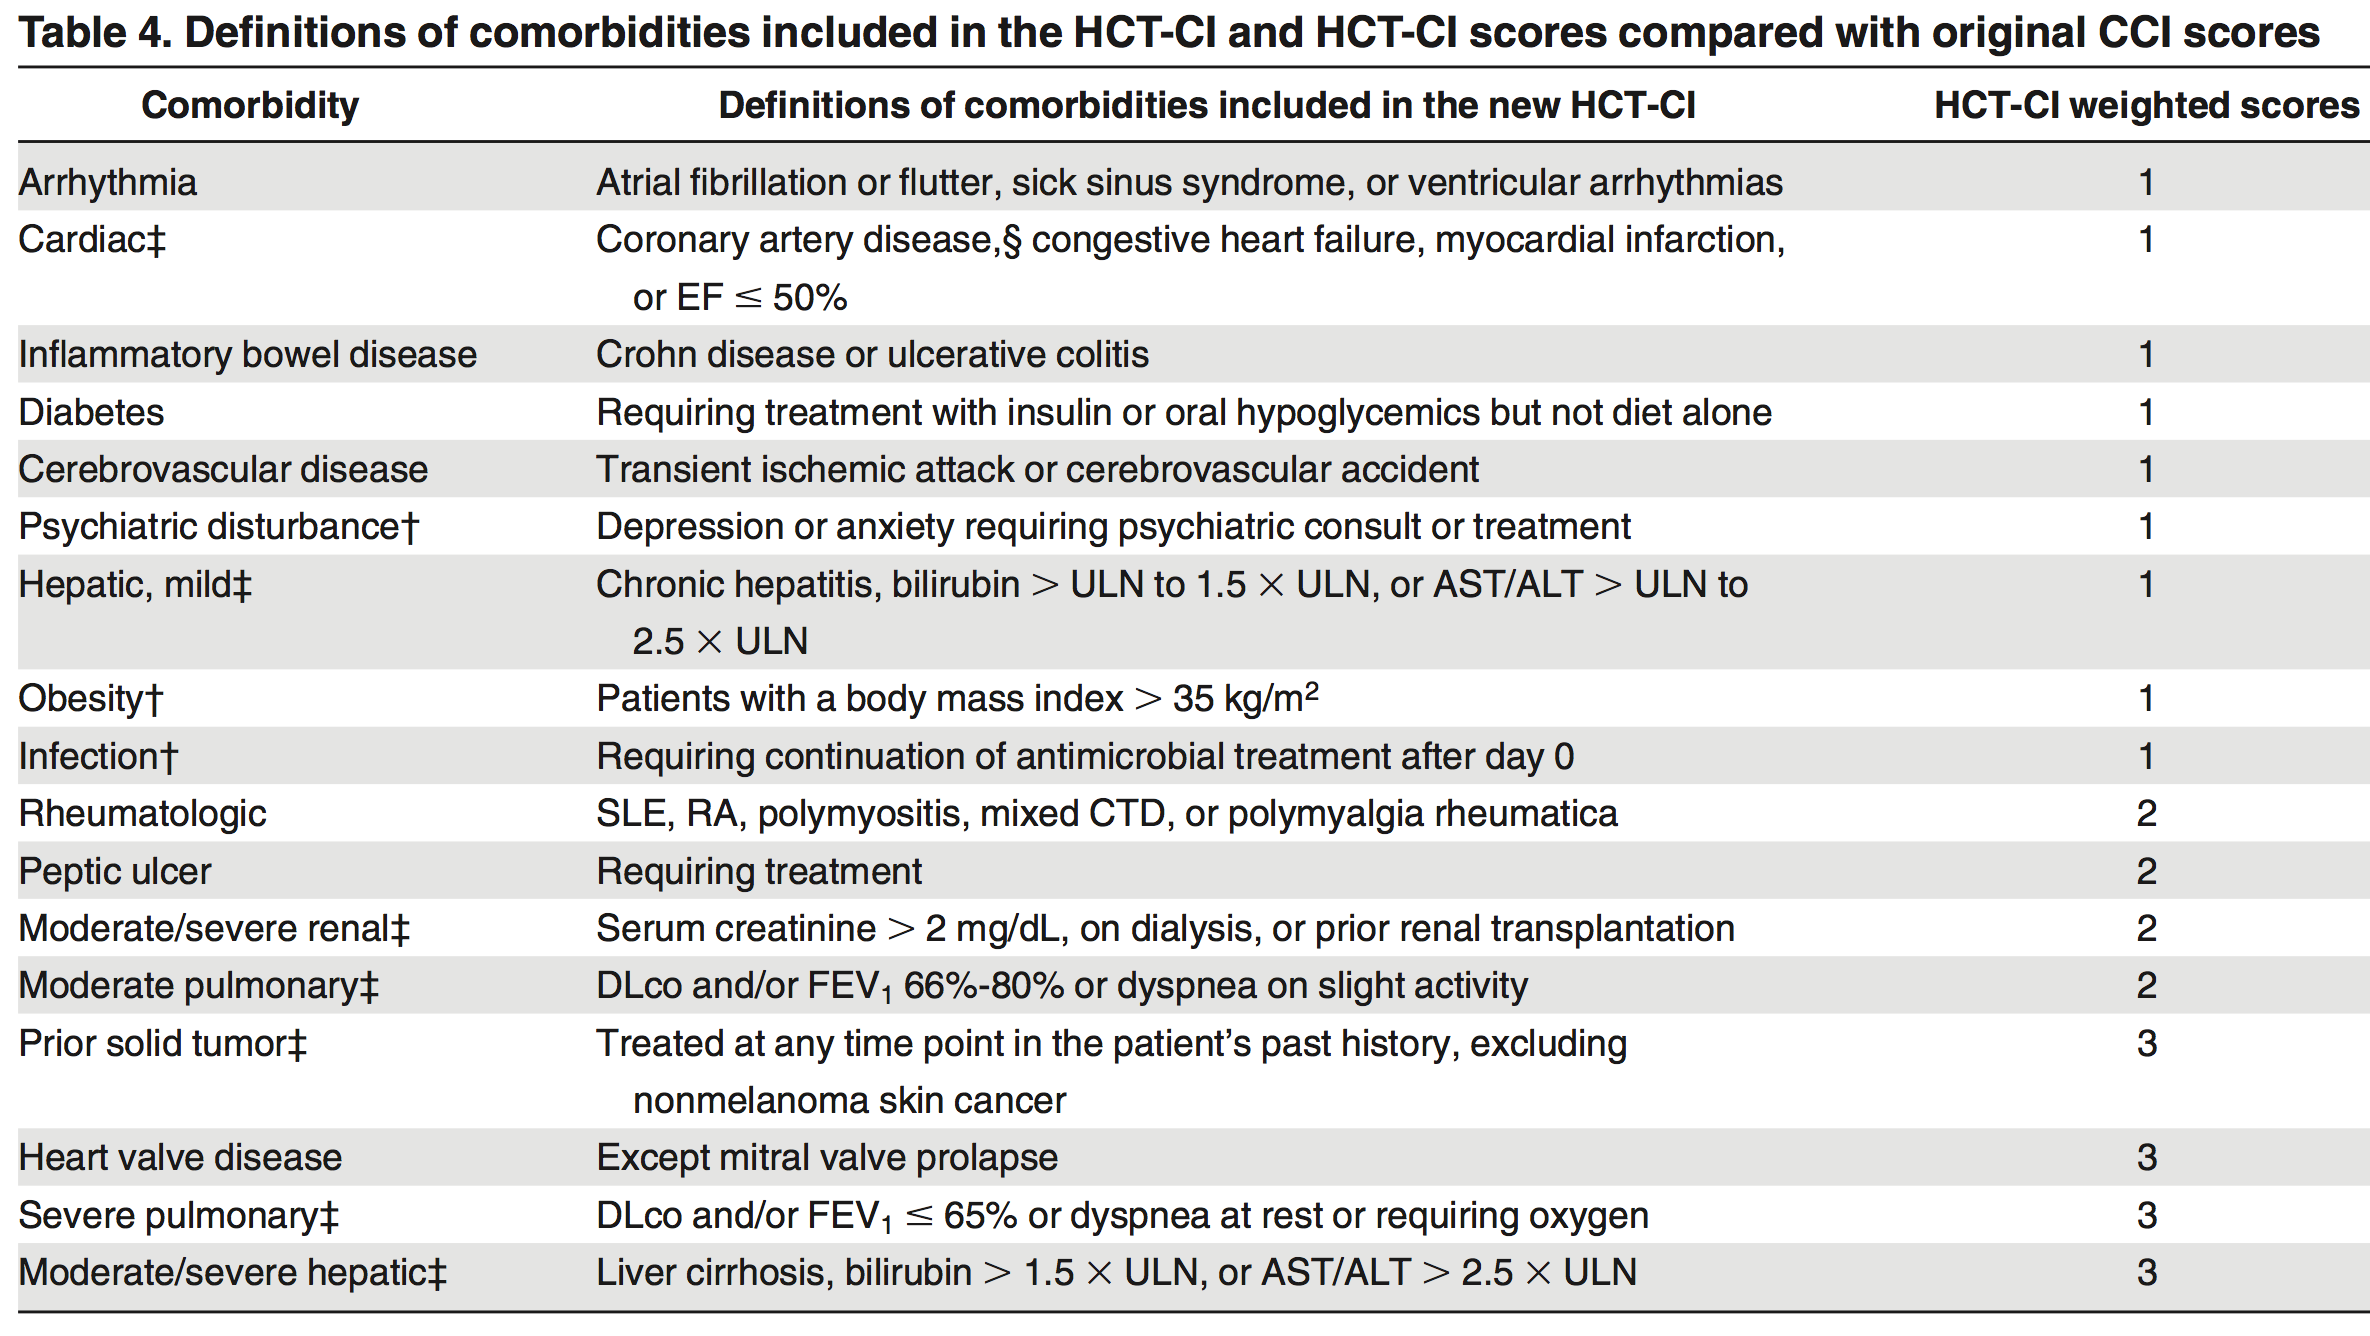 Table 4. Definitions of comorbidities included in the HCT-CI and HCT-CI scores compared with original CCI scores
Comorbidity Definitions of comorbidities included in the new HCT-CI HCT-CI weighted scores
Arrhythmia Atrial fibrillation or flutter, sick sinus syndrome, or ventricular arrhythmias 1
Cardiac‡ Coronary artery disease,§ congestive heart failure, myocardial infarction, 1
or EF ≤ 50%
Inflammatory bowel disease Crohn disease or ulcerative colitis 1
Diabetes Requiring treatment with insulin or oral hypoglycemics but not diet alone 1
Cerebrovascular disease Transient ischemic attack or cerebrovascular accident 1
Psychiatric disturbance† Depression or anxiety requiring psychiatric consult or treatment 1
Hepatic, mild‡ Chronic hepatitis, bilirubin > ULN to 1.5 × ULN, or AST/ALT > ULN to 1
2.5 × ULN
Obesity† Patients with a body mass index > 35 kg/m² 1
Infection† Requiring continuation of antimicrobial treatment after day 0 1
Rheumatologic SLE, RA, polymyositis, mixed CTD, or polymyalgia rheumatica 2
Peptic ulcer Requiring treatment 2
Moderate/severe renal‡ Serum creatinine > 2 mg/dL, on dialysis, or prior renal transplantation 2
Moderate pulmonary‡ DLco and/or FEV₁ 66%-80% or dyspnea on slight activity 2
Prior solid tumor‡ Treated at any time point in the patient’s past history, excluding 3
nonmelanoma skin cancer
Heart valve disease Except mitral valve prolapse 3
Severe pulmonary‡ DLco and/or FEV₁ ≤ 65% or dyspnea at rest or requiring oxygen 3
Moderate/severe hepatic‡ Liver cirrhosis, bilirubin > 1.5 × ULN, or AST/ALT > 2.5 × ULN 3